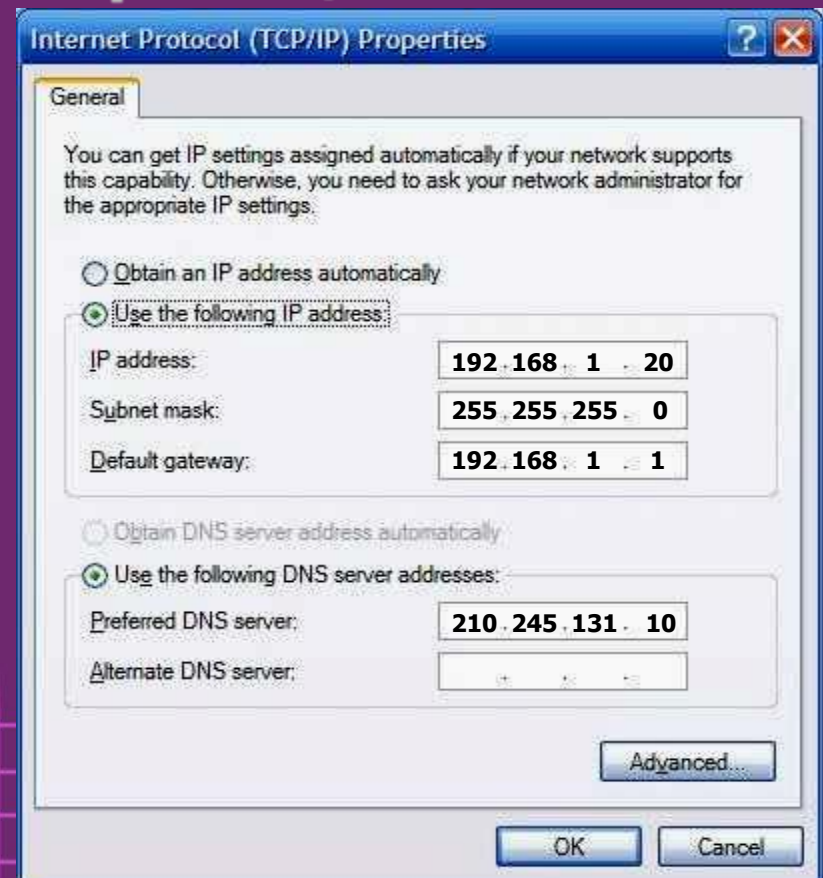 Internet Protocol (TCP/IP) Properties
General
You can get IP settings assigned automatically if your network supports
this capability. Otherwise, you need to ask your network administrator for
the appropriate IP settings.
Obtain an IP address automatically
Use the following IP address:
IP address: 192 . 168 . 1 . 20
Subnet mask: 255 . 255 . 255 . 0
Default gateway: 192 . 168 . 1 . 1
Obtain DNS server address automatically
Use the following DNS server addresses:
Preferred DNS server: 210 . 245 . 131 . 10
Alternate DNS server: . . .
Advanced...
OK Cancel